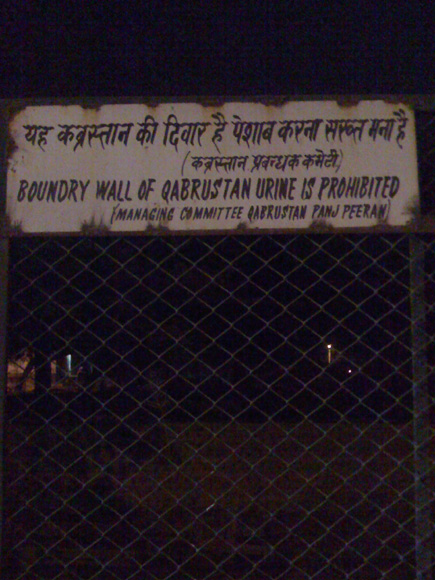 यह कब्रस्तान की दिवार है पेशाब करना सख्त मना है
(कब्रस्तान प्रबन्धक कमेटी)
BOUNDRY WALL OF QABRUSTAN URINE IS PROHIBITED
(MANAGING COMMITTEE QABRUSTAN PANJ PEERAN)